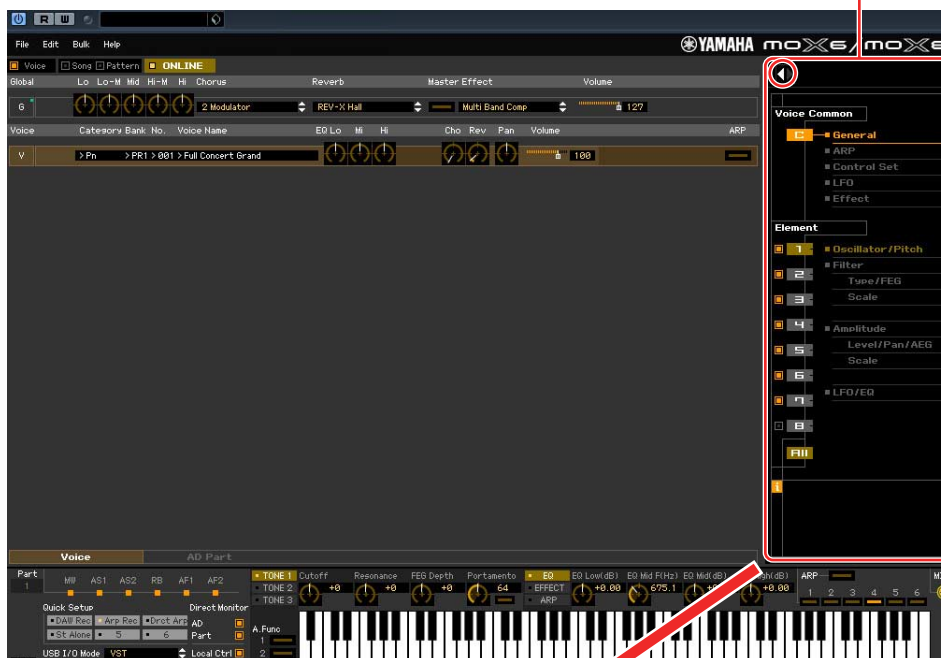 R W
File Edit Bulk Help
YAMAHA moX6/moX
Voice Song Pattern ONLINE
Global Lo Lo-M Mid Hi-M Hi Chorus Reverb Master Effect Volume
G 2 Modulator REV-X Hall Multi Band Comp 127
Voice Category Bank No. Voice Name EQ Lo Mi Hi Cho Rev Pan Volume ARP
V > Pn > PR1 > 001 > Full Concert Grand 100
Voice Common
C General
ARP
Control Set
LFO
Effect
Element
1 Oscillator/Pitch
Filter
2 Type/FEG
3 Scale
4 Amplitude
5 Level/Pan/AEG
Scale
6
7 LFO/EQ
8
All
i
Voice AD Part
Part MW AS1 AS2 RB AF1 AF2 TONE 1 Cutoff Resonance FEG Depth Portamento EQ EQ Low(dB) EQ Mid F(Hz) EQ Mid(dB) ARP
1 TONE 2 +0 +0 +0 64 EFFECT +0.00 675.1 +0.00 1 2 3 4 5 6
TONE 3 ARP
Quick Setup Direct Monitor
DAW Rec Arp Rec Drct Arp AD
St Alone 5 6 Part
A.Func
1
USB I/O Mode VST Local Ctrl 2